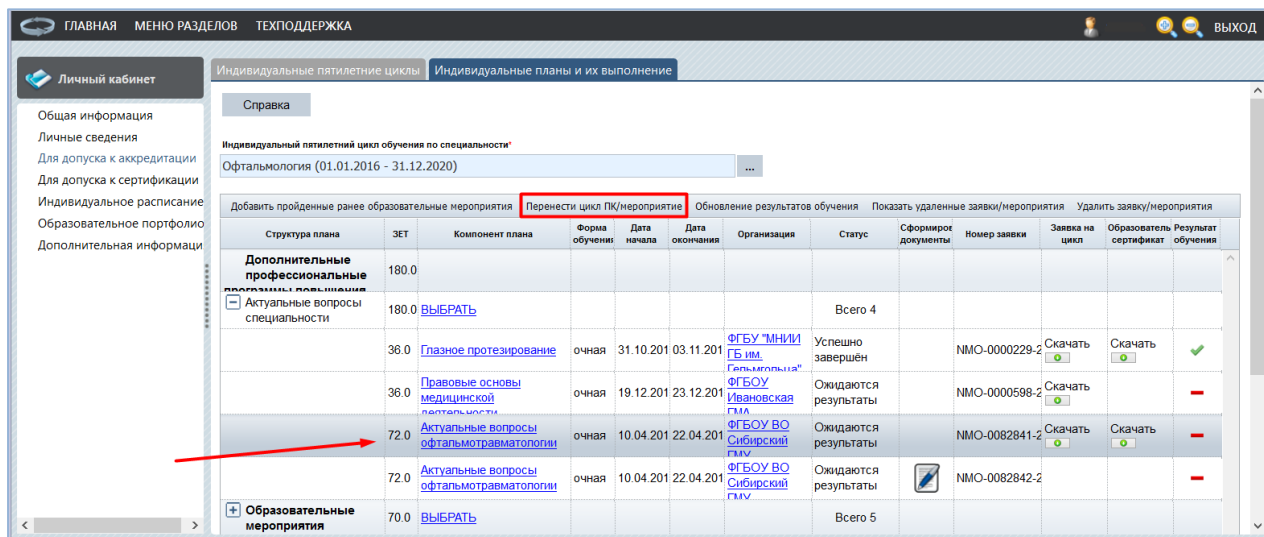 ГЛАВНАЯ МЕНЮ РАЗДЕЛОВ ТЕХПОДДЕРЖКА ВЫХОД
Личный кабинет
Общая информация
Личные сведения
Для допуска к аккредитации
Для допуска к сертификации
Индивидуальное расписание
Образовательное портфолио
Дополнительная информаци
Индивидуальные пятилетние циклы Индивидуальные планы и их выполнение
Справка
Индивидуальный пятилетний цикл обучения по специальности*
Офтальмология (01.01.2016 - 31.12.2020) ...
Добавить пройденные ранее образовательные мероприятия Перенести цикл ПК/мероприятие Обновление результатов обучения Показать удаленные заявки/мероприятия Удалить заявку/мероприятия
Структура плана ЗЕТ Компонент плана Форма обучения Дата начала Дата окончания Организация Статус Сформиров документы Номер заявки Заявка на цикл Образователь сертификат Результат обучения
Дополнительные
профессиональные 180.0
программы повышения
Актуальные вопросы
специальности 180.0 ВЫБРАТЬ Всего 4
36.0 Глазное протезирование очная 31.10.201 03.11.201 ФГБУ "МНИИ ГБ им. Гельмгольца" Успешно завершён NMO-0000229-2 Скачать Скачать
36.0 Правовые основы медицинской деятельности очная 19.12.201 23.12.201 ФГБОУ Ивановская ГМА Ожидаются результаты NMO-0000598-2 Скачать
72.0 Актуальные вопросы офтальмотравматологии очная 10.04.201 22.04.201 ФГБОУ ВО Сибирский ГМУ Ожидаются результаты NMO-0082841-2 Скачать Скачать
72.0 Актуальные вопросы офтальмотравматологии очная 10.04.201 22.04.201 ФГБОУ ВО Сибирский ГМУ Ожидаются результаты NMO-0082842-2
Образовательные
мероприятия 70.0 ВЫБРАТЬ Всего 5